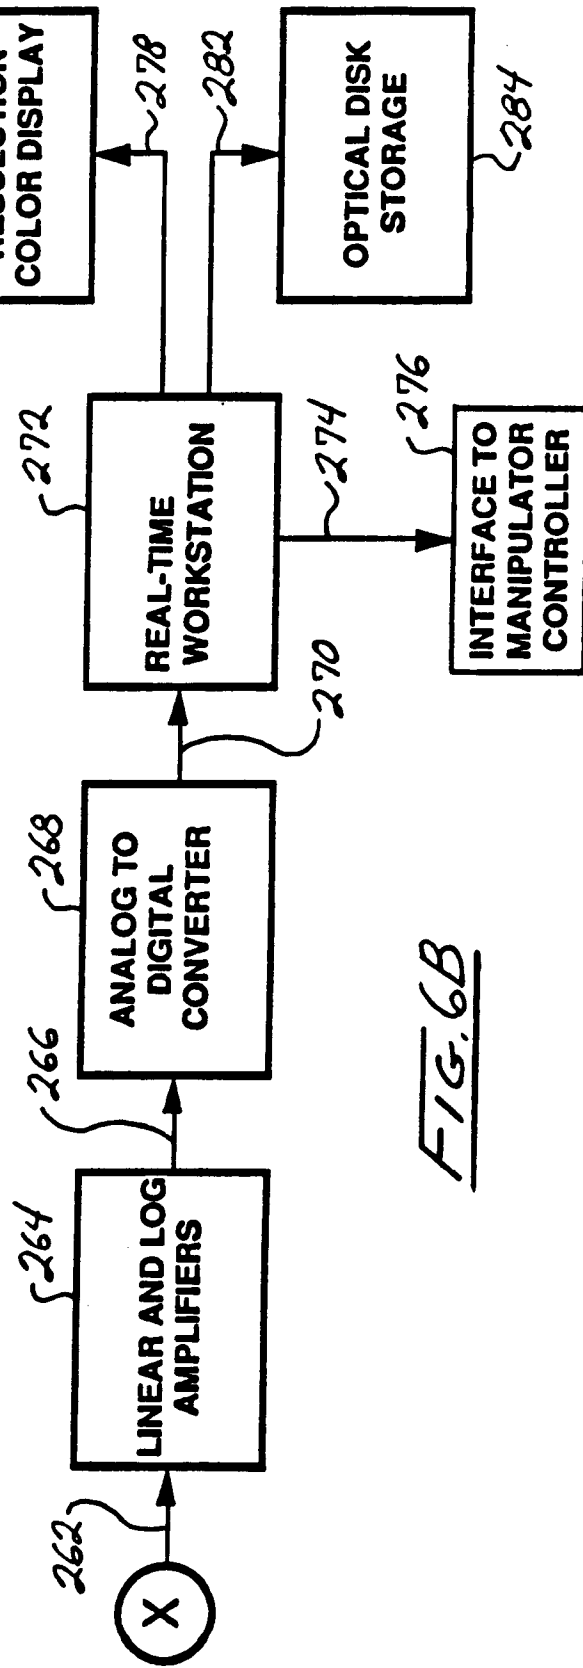 X
262
264
LINEAR AND LOG
AMPLIFIERS
266
268
ANALOG TO
DIGITAL
CONVERTER
270
272
REAL-TIME
WORKSTATION
274
276
INTERFACE TO
MANIPULATOR
CONTROLLER
278
COLOR DISPLAY
282
OPTICAL DISK
STORAGE
284
FIG. 6B